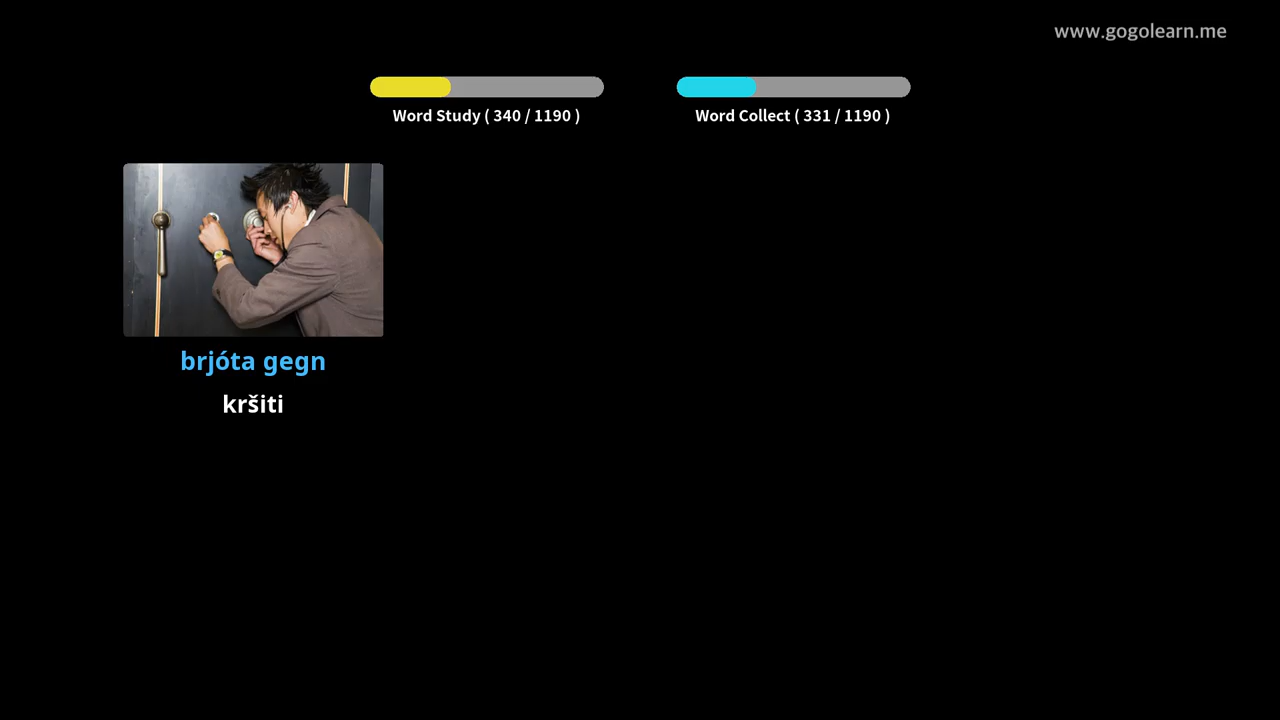 www.gogolearn.me
Word Study ( 340 / 1190 )
Word Collect ( 331 / 1190 )
brjóta gegn
kršiti